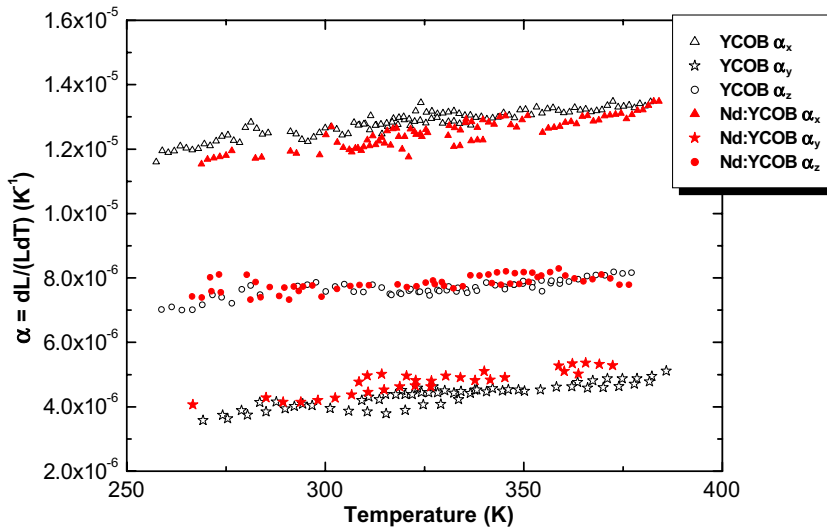 1.6x10⁻⁵
1.4x10⁻⁵
1.2x10⁻⁵
1.0x10⁻⁵
8.0x10⁻⁶
6.0x10⁻⁶
4.0x10⁻⁶
2.0x10⁻⁶
α = dL/(LdT) (K⁻¹)
250 300 350 400
Temperature (K)
YCOB αx
YCOB αy
YCOB αz
Nd:YCOB αx
Nd:YCOB αy
Nd:YCOB αz